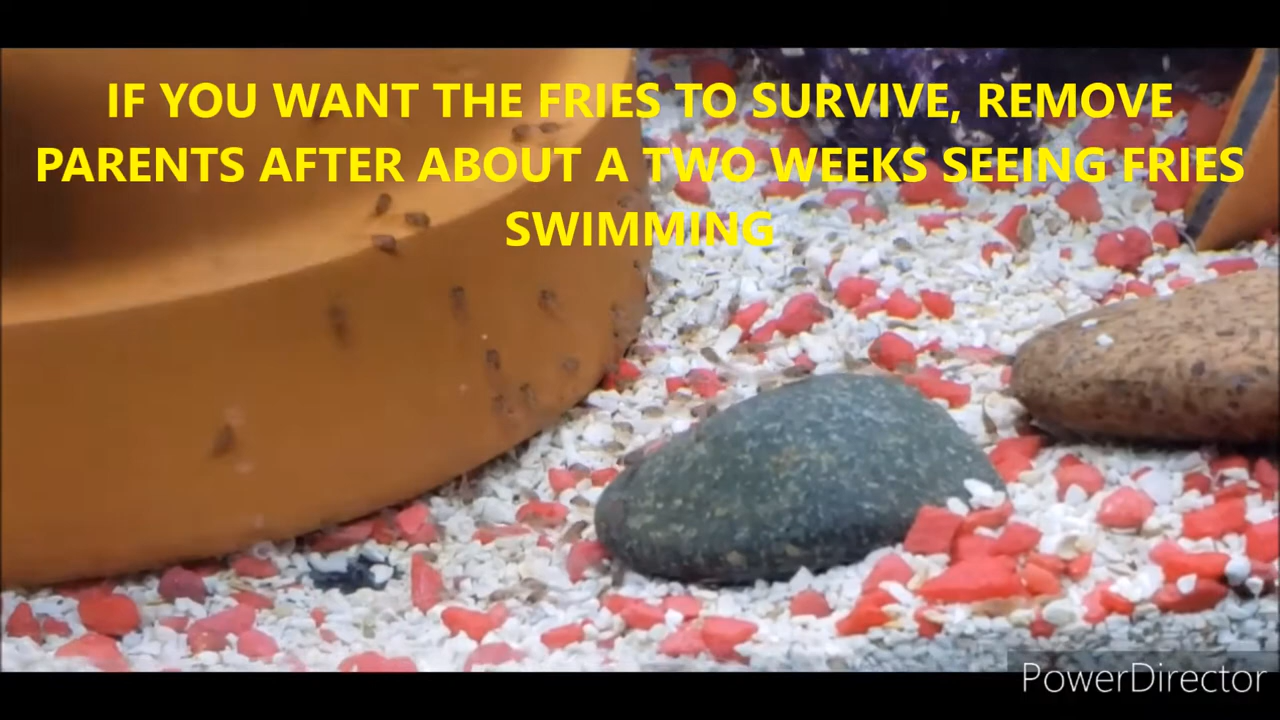 IF YOU WANT THE FRIES TO SURVIVE, REMOVE
PARENTS AFTER ABOUT A TWO WEEKS SEEING FRIES
SWIMMING
PowerDirector